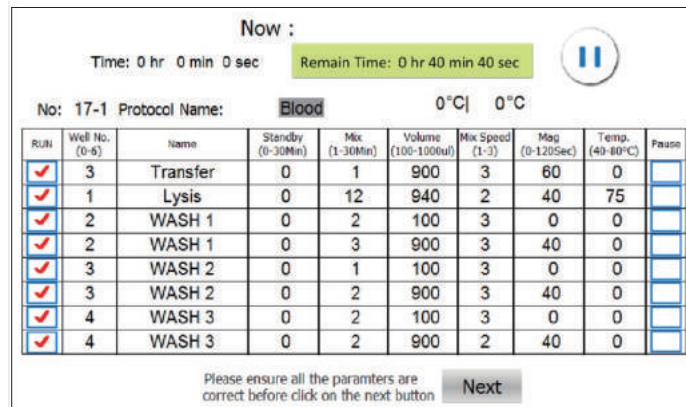 Now :
Time: 0 hr 0 min 0 sec Remain Time: 0 hr 40 min 40 sec
No: 17-1 Protocol Name: Blood 0°C| 0°C
RUN Well No. (0-6) Name Standby (0-30Min) Mix (1-30Min) Volume (100-1000ul) Mix Speed (1-3) Mag (0-120Sec) Temp. (40-80°C) Pause
3 Transfer 0 1 900 3 60 0
1 Lysis 0 12 940 2 40 75
2 WASH 1 0 2 100 3 0 0
2 WASH 1 0 3 900 3 40 0
3 WASH 2 0 1 100 3 0 0
3 WASH 2 0 2 900 3 40 0
4 WASH 3 0 2 100 3 0 0
4 WASH 3 0 2 900 2 40 0
Please ensure all the paramters are
correct before click on the next button Next